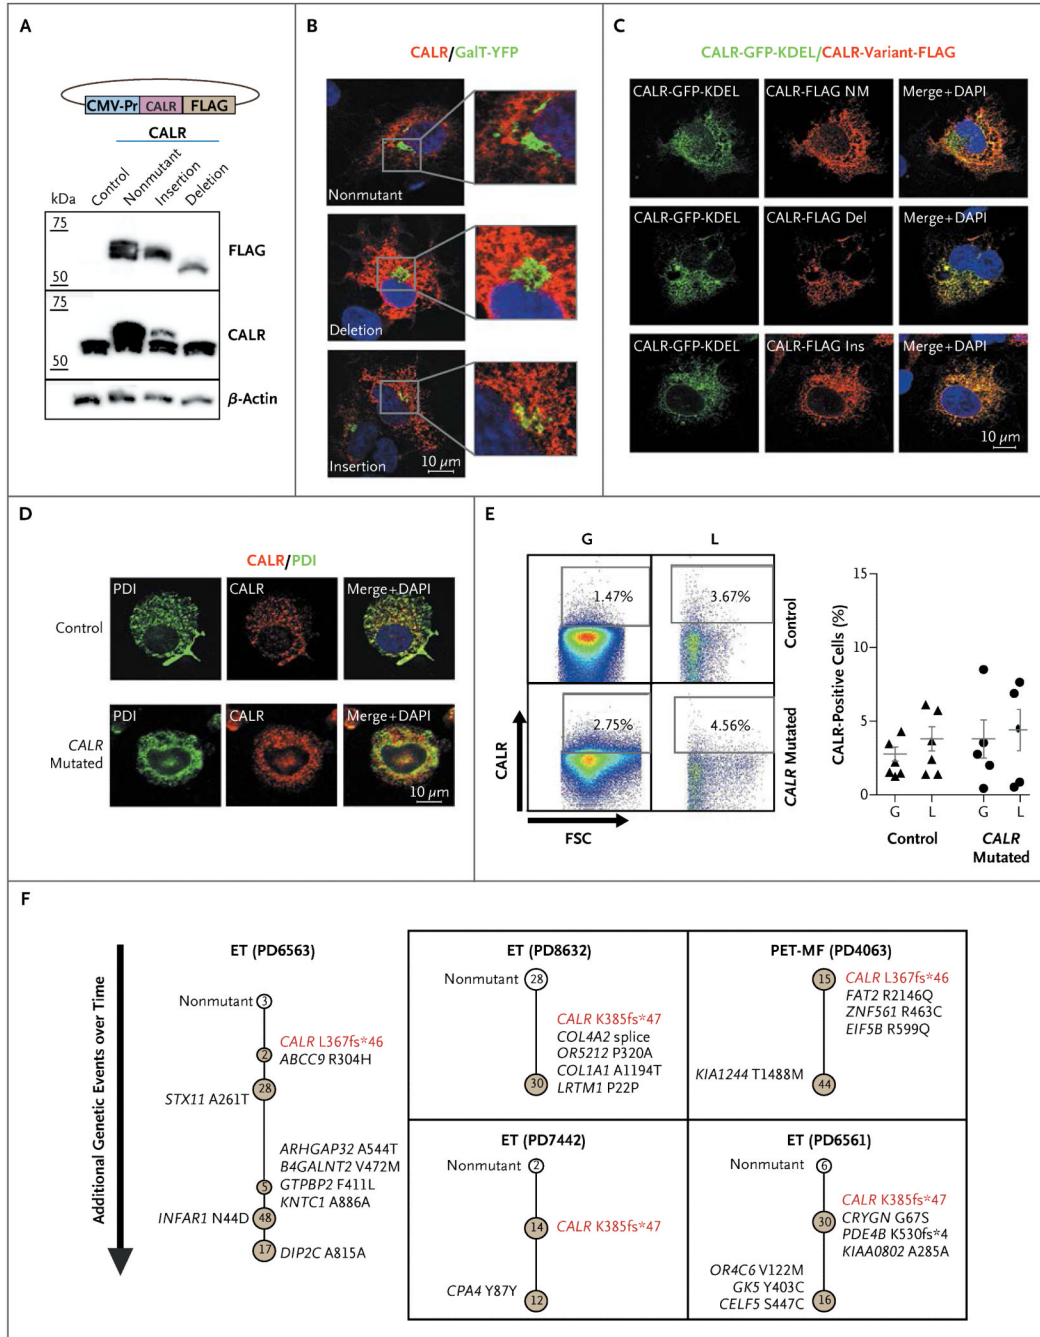 A
CMV-Pr CALR FLAG
CALR
Control Nonmutant Insertion Deletion
kDa
75
50
FLAG
75
50
CALR
β-Actin
B
CALR/GalT-YFP
Nonmutant
Deletion
Insertion
10 μm
C
CALR-GFP-KDEL/CALR-Variant-FLAG
CALR-GFP-KDEL CALR-FLAG NM Merge+DAPI
CALR-GFP-KDEL CALR-FLAG Del Merge+DAPI
CALR-GFP-KDEL CALR-FLAG Ins Merge+DAPI
10 μm
D
CALR/PDI
PDI CALR Merge+DAPI
Control
PDI CALR Merge+DAPI
CALR
Mutated
10 μm
E
G L
1.47% 3.67%
Control
2.75% 4.56%
CALR Mutated
CALR
FSC
CALR-Positive Cells (%)
15
10
5
0
G L G L
Control CALR
Mutated
F
Additional Genetic Events over Time
ET (PD6563)
Nonmutant 3
CALR L367fs*46
2 ABCC9 R304H
28
STX11 A261T
ARHGAP32 A544T
B4GALNT2 V472M
5 GTPBP2 F411L
KNTC1 A886A
INFAR1 N44D 48
17 DIP2C A815A
ET (PD8632)
Nonmutant 28
CALR K385fs*47
COL4A2 splice
OR5212 P320A
COL1A1 A1194T
30 LRTM1 P22P
PET-MF (PD4063)
15 CALR L367fs*46
FAT2 R2146Q
ZNF561 R463C
EIF5B R599Q
KIA1244 T1488M 44
ET (PD7442)
Nonmutant 2
14 CALR K385fs*47
CPA4 Y87Y 12
ET (PD6561)
Nonmutant 6
CALR K385fs*47
30 CRYGN G67S
PDE4B K530fs*4
KIAA0802 A285A
OR4C6 V122M
GK5 Y403C
CELF5 S447C 16